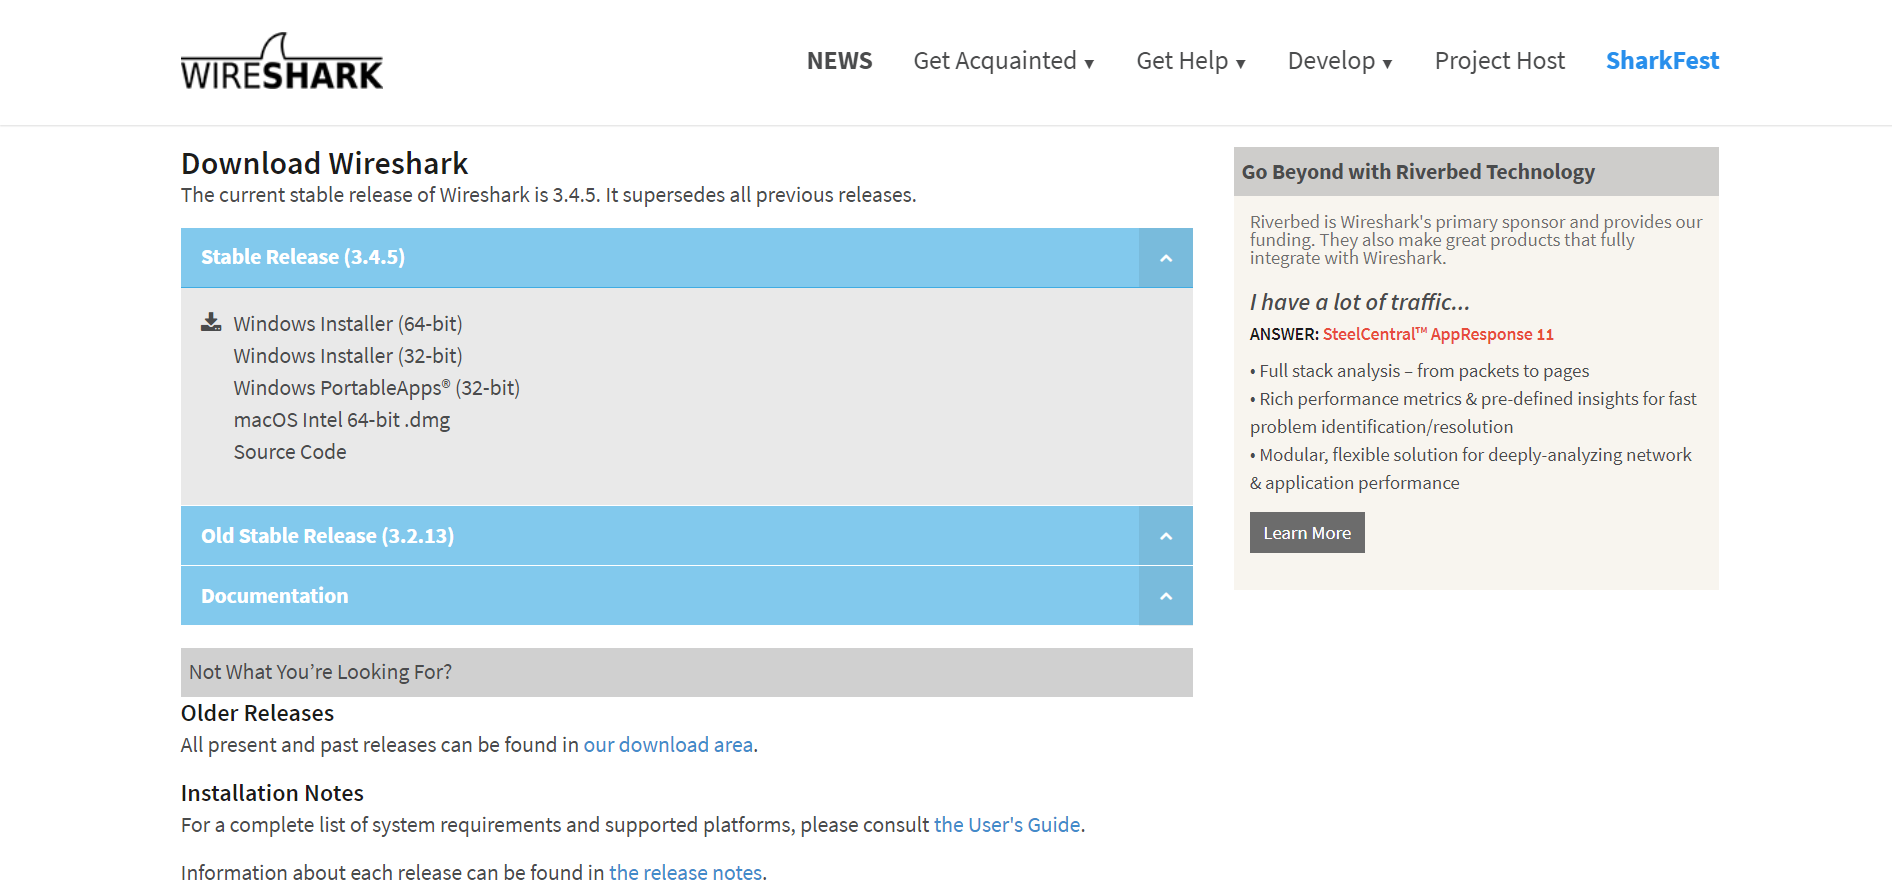 WIRESHARK
NEWS Get Acquainted ▼ Get Help ▼ Develop ▼ Project Host SharkFest
Download Wireshark
The current stable release of Wireshark is 3.4.5. It supersedes all previous releases.
Stable Release (3.4.5)
Windows Installer (64-bit)
Windows Installer (32-bit)
Windows PortableApps® (32-bit)
macOS Intel 64-bit .dmg
Source Code
Old Stable Release (3.2.13)
Documentation
Not What You’re Looking For?
Older Releases
All present and past releases can be found in our download area.
Installation Notes
For a complete list of system requirements and supported platforms, please consult the User's Guide.
Information about each release can be found in the release notes.
Go Beyond with Riverbed Technology
Riverbed is Wireshark's primary sponsor and provides our
funding. They also make great products that fully
integrate with Wireshark.
I have a lot of traffic...
ANSWER: SteelCentral™ AppResponse 11
• Full stack analysis – from packets to pages
• Rich performance metrics & pre-defined insights for fast
problem identification/resolution
• Modular, flexible solution for deeply-analyzing network
& application performance
Learn More